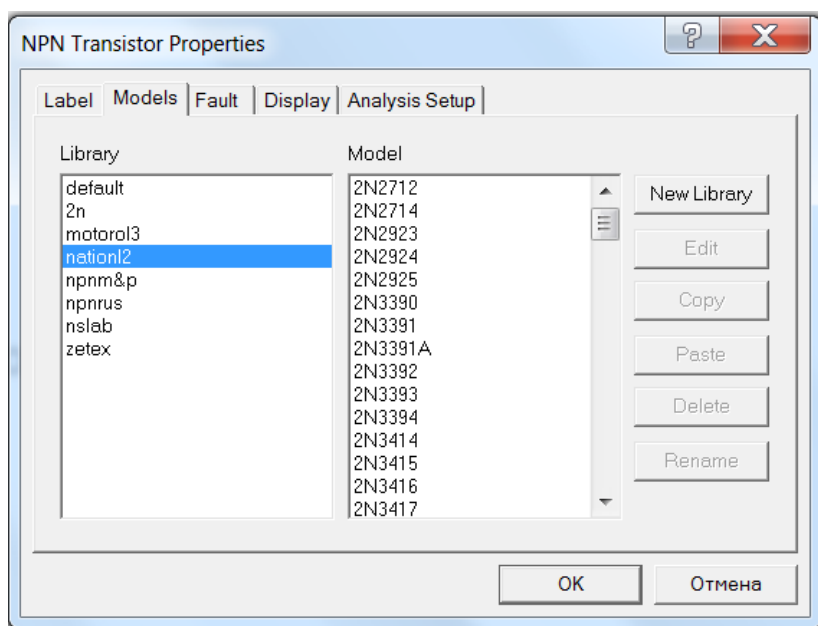 NPN Transistor Properties
Label Models Fault Display Analysis Setup
Library
default
2n
motorol3
nationl2
npnm&p
npnrus
nslab
zetex
Model
2N2712
2N2714
2N2923
2N2924
2N2925
2N3390
2N3391
2N3391A
2N3392
2N3393
2N3394
2N3414
2N3415
2N3416
2N3417
New Library
Edit
Copy
Paste
Delete
Rename
OK Отмена